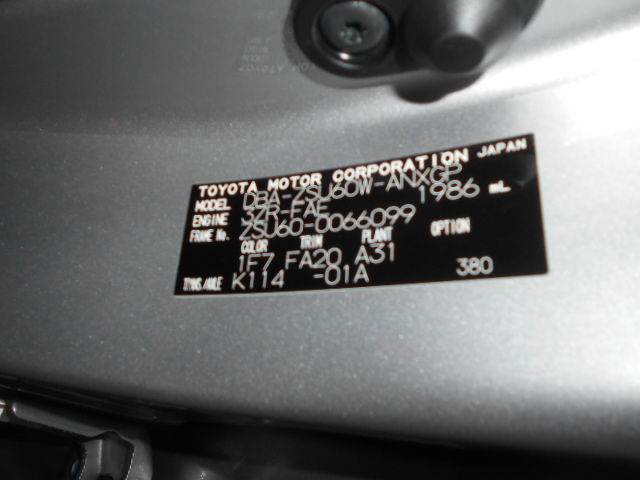 TOYOTA MOTOR CORPORATION JAPAN
MODEL DBA-ZSU60W-ANXGP
ENGINE 3ZR-FAE 1986 mL
FRAME No. ZSU60-0066099
COLOR TRIM PLANT OPTION
1F7 FA20 A31
TRANS/AXLE K114 -01A 380